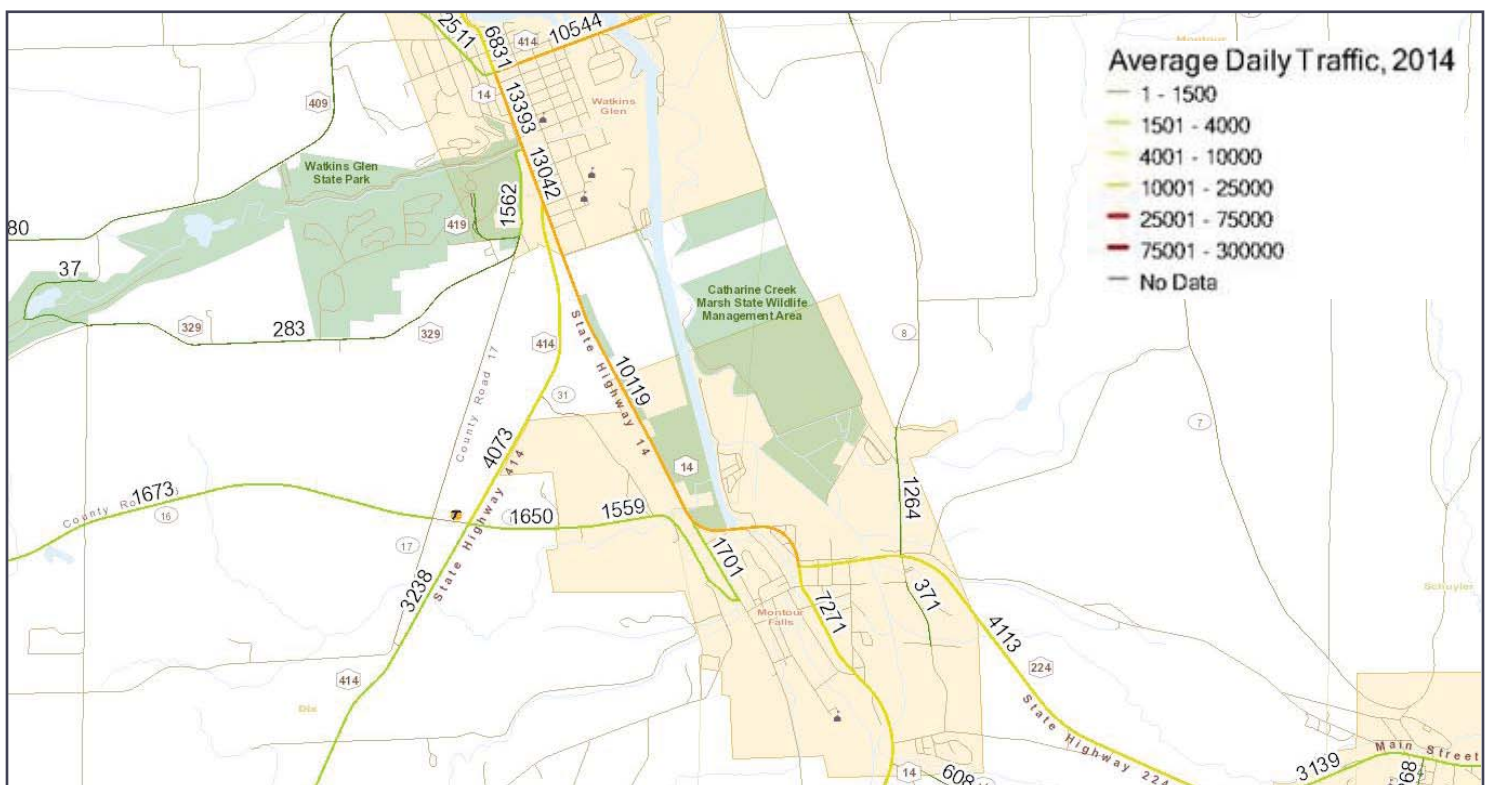 Average Daily Traffic, 2014
1 - 1500
1501 - 4000
4001 - 10000
10001 - 25000
25001 - 75000
75001 - 300000
No Data
2511
6831
414
10544
Montour
14
409
13393
Watkins
Glen
Watkins Glen
State Park
13042
1562
419
80
37
Catharine Creek
Marsh State Wildlife
Management Area
329
283
329
414
8
State Highway 14
County Road 17
10119
31
7
4073
14
State Highway 414
1264
County Ro
1673
16
1650
1559
17
1701
3238
371
7271
Montour
Falls
Schuyler
4113
224
414
Dix
State Highway 224
14
608
Main Street
3139
68